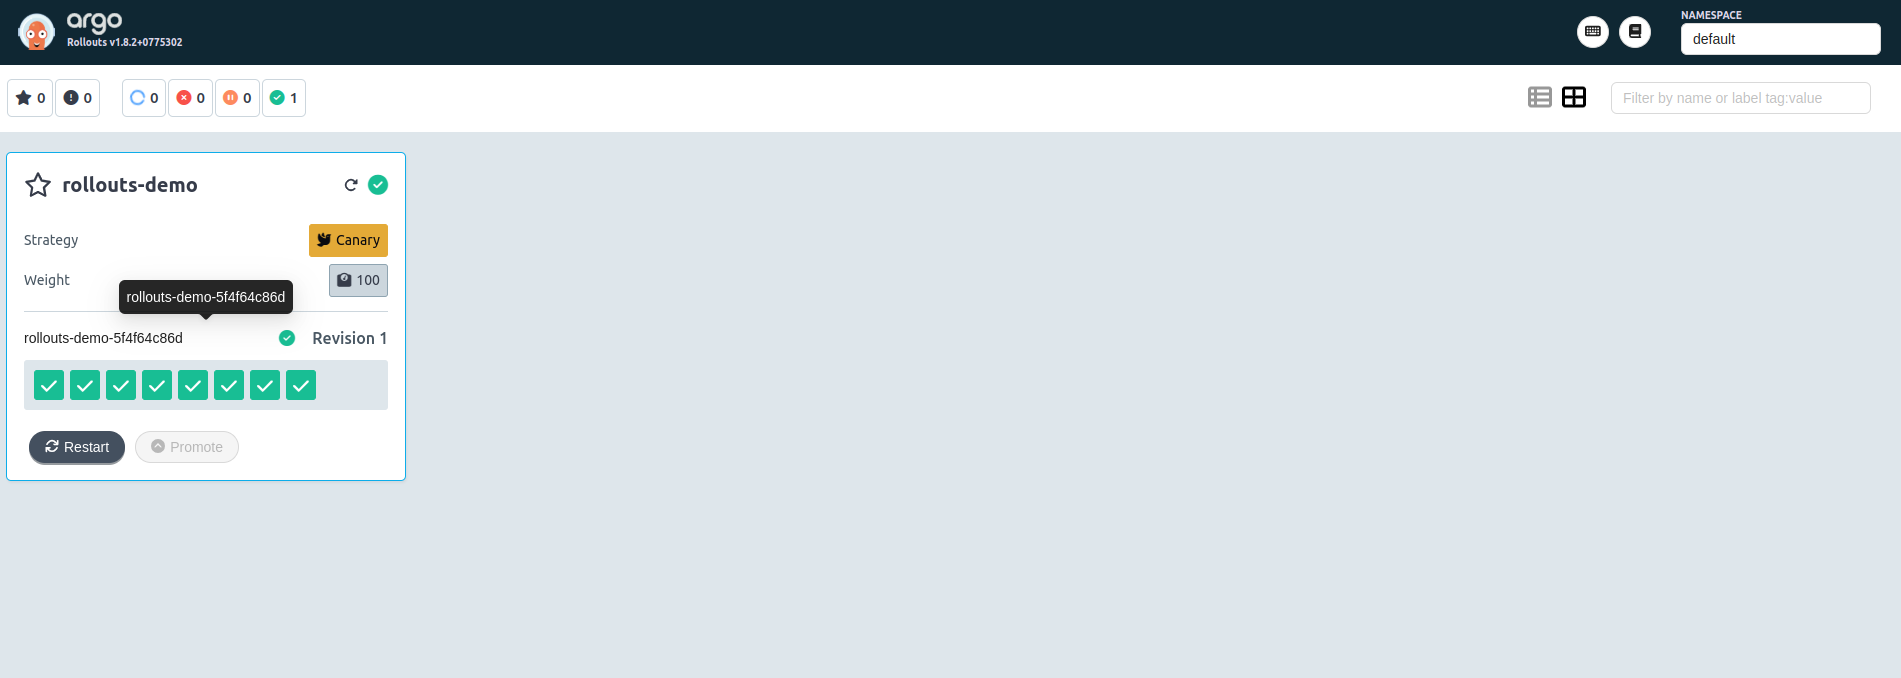 argo
Rollouts v1.8.2+0775302
NAMESPACE
default
0 0 0 0 0 1
Filter by name or label tag:value
rollouts-demo
Strategy Canary
Weight 100
rollouts-demo-5f4f64c86d
rollouts-demo-5f4f64c86d Revision 1
Restart Promote